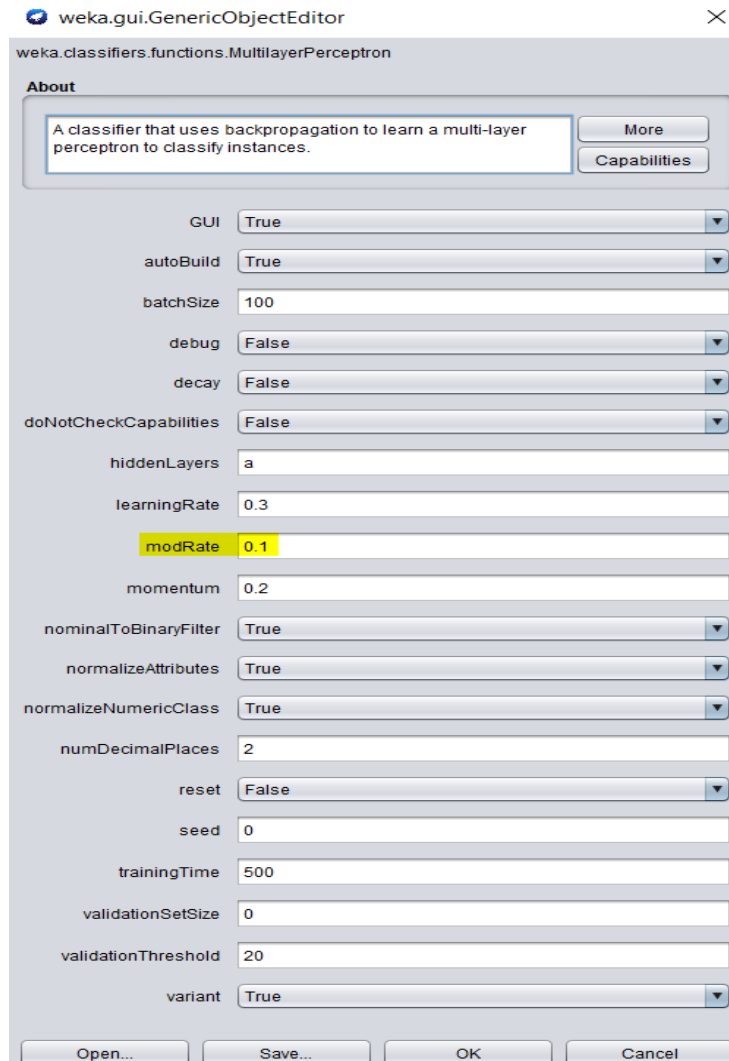 weka.gui.GenericObjectEditor
weka.classifiers.functions.MultilayerPerceptron
About
A classifier that uses backpropagation to learn a multi-layer
perceptron to classify instances.
More
Capabilities
GUI True
autoBuild True
batchSize 100
debug False
decay False
doNotCheckCapabilities False
hiddenLayers a
learningRate 0.3
modRate 0.1
momentum 0.2
nominalToBinaryFilter True
normalizeAttributes True
normalizeNumericClass True
numDecimalPlaces 2
reset False
seed 0
trainingTime 500
validationSetSize 0
validationThreshold 20
variant True
Open... Save... OK Cancel